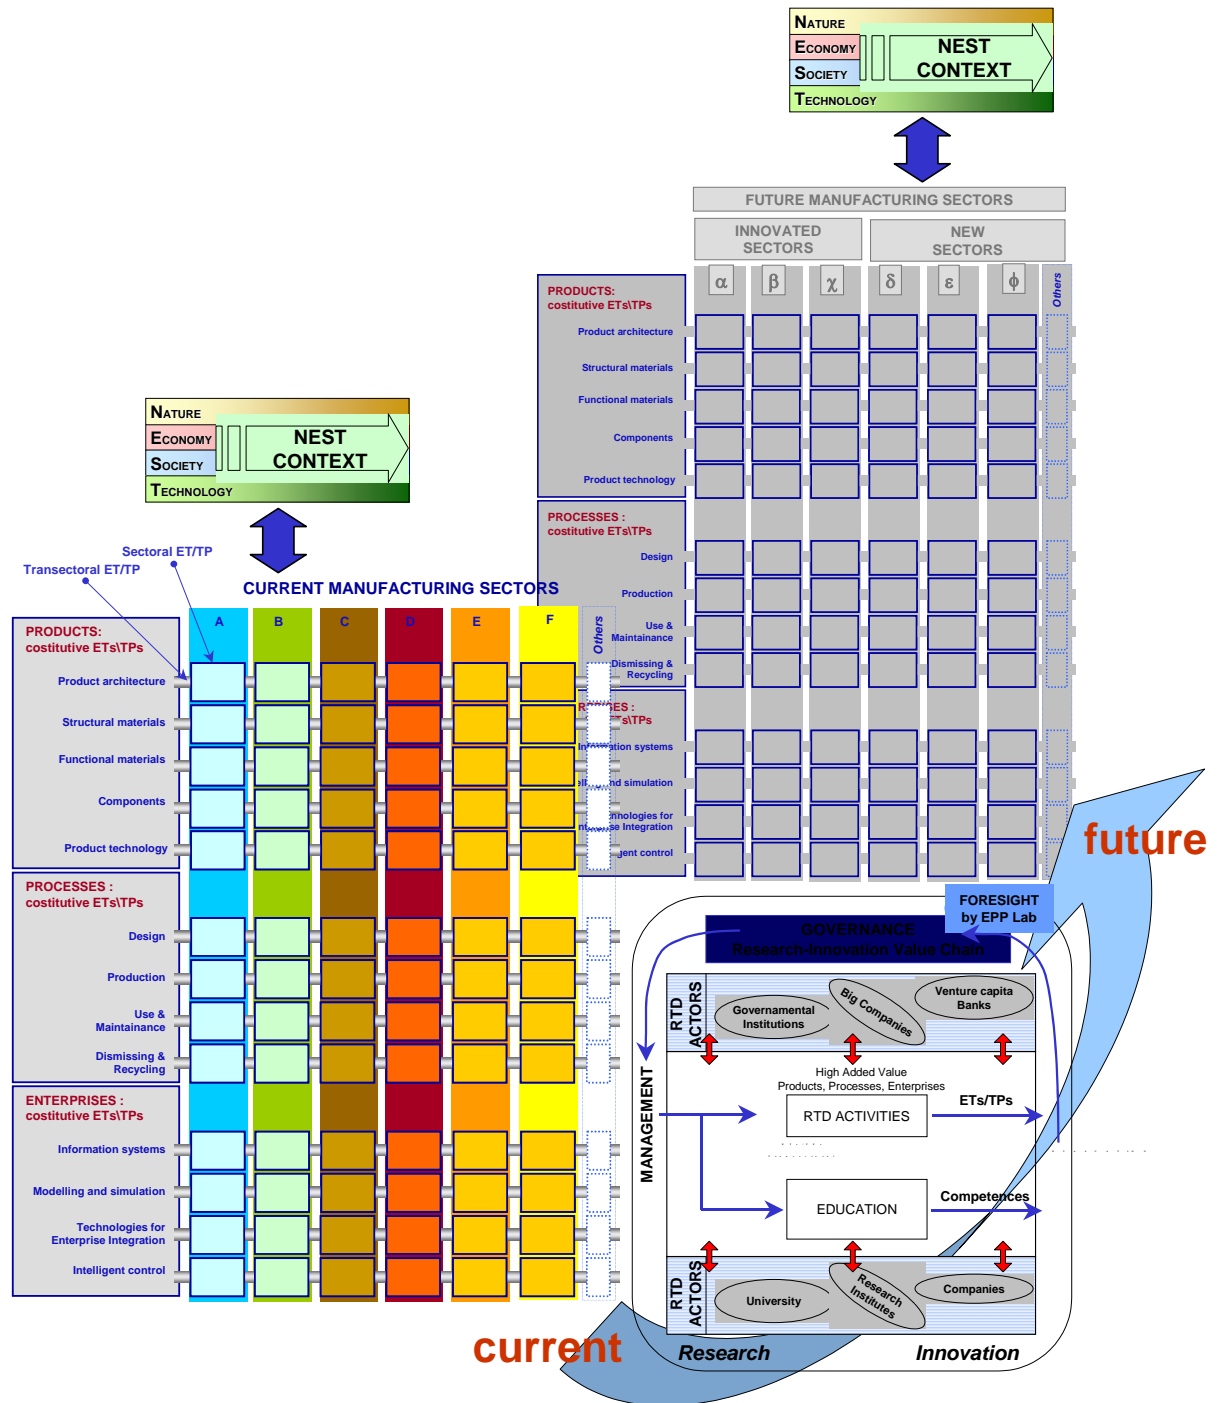 NATURE
ECONOMY
SOCIETY
TECHNOLOGY
NEST
CONTEXT
FUTURE MANUFACTURING SECTORS
INNOVATED
SECTORS
NEW
SECTORS
α
β
χ
δ
ε
ϕ
Others
PRODUCTS:
costitutive ETs\TPs
Product architecture
Structural materials
Functional materials
Components
Product technology
PROCESSES :
costitutive ETs\TPs
Design
Production
Use &
Maintainance
Dismissing &
Recycling
RISES :
ETs\TPs
Information systems
and simulation
Technologies for
Enterprise Integration
gent control
NATURE
ECONOMY
SOCIETY
TECHNOLOGY
NEST
CONTEXT
Sectoral ET/TP
Transectoral ET/TP
CURRENT MANUFACTURING SECTORS
A
B
C
D
E
F
Others
PRODUCTS:
costitutive ETs\TPs
Product architecture
Structural materials
Functional materials
Components
Product technology
PROCESSES :
costitutive ETs\TPs
Design
Production
Use &
Maintainance
Dismissing &
Recycling
ENTERPRISES :
costitutive ETs\TPs
Information systems
Modelling and simulation
Technologies for
Enterprise Integration
Intelligent control
future
FORESIGHT
by EPP Lab
GOVERNANCE
Research-Innovation Value Chain
RTD
ACTORS
Governamental
Institutions
Big Companies
Venture capita
Banks
High Added Value
Products, Processes, Enterprises
MANAGEMENT
RTD ACTIVITIES
ETs/TPs
EDUCATION
Competences
RTD
ACTORS
University
Research
Institutes
Companies
current
Research
Innovation